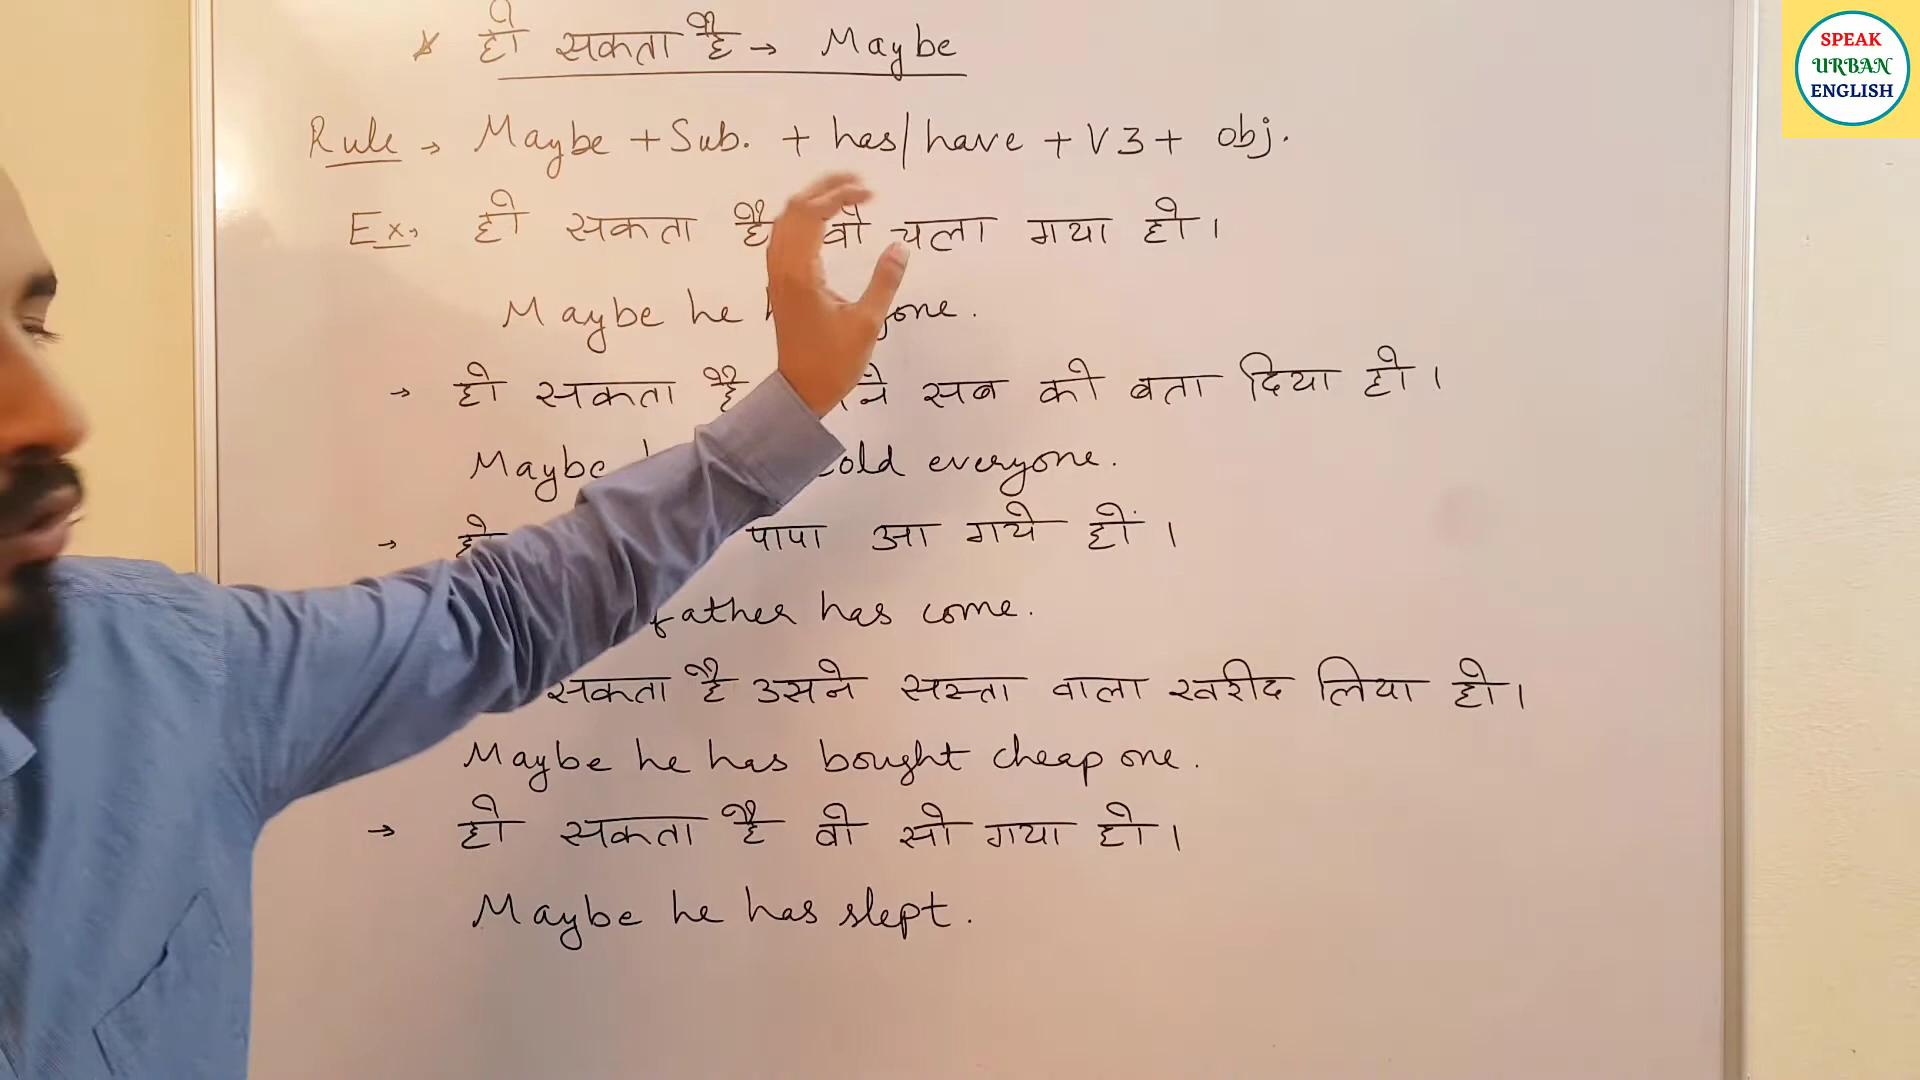 * हो सकता है → Maybe
Rule → Maybe + Sub. + has/have + V3 + obj.
Ex→ हो सकता है वो चला गया हो।
Maybe he gone.
→ हो सकता है सब को बता दिया हो।
Maybe told everyone.
→ हो पापा आ गये हों।
father has come.
सकता है उसने सस्ता वाला खरीद लिया हो।
Maybe he has bought cheap one.
→ हो सकता है वो सो गया हो।
Maybe he has slept.
SPEAK
URBAN
ENGLISH